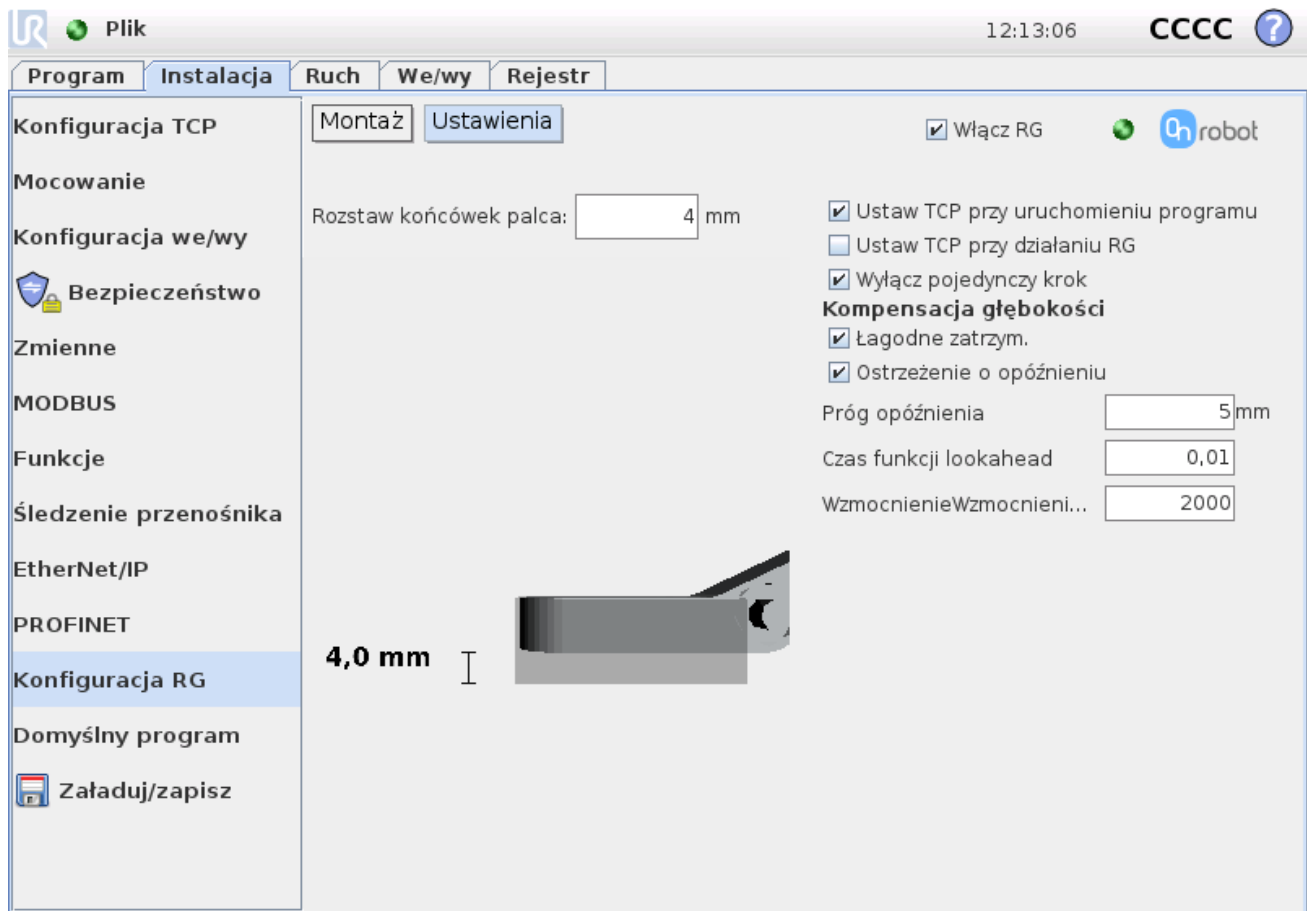 UR Plik 12:13:06 CCCC ?
Program Instalacja Ruch We/wy Rejestr
Konfiguracja TCP
Mocowanie
Konfiguracja we/wy
Bezpieczeństwo
Zmienne
MODBUS
Funkcje
Śledzenie przenośnika
EtherNet/IP
PROFINET
Konfiguracja RG
Domyślny program
Załaduj/zapisz
Montaż Ustawienia
Włącz RG
On robot
Rozstaw końcówek palca: 4 mm
4,0 mm
Ustaw TCP przy uruchomieniu programu
Ustaw TCP przy działaniu RG
Wyłącz pojedynczy krok
Kompensacja głębokości
Łagodne zatrzym.
Ostrzeżenie o opóźnieniu
Próg opóźnienia 5 mm
Czas funkcji lookahead 0,01
WzmocnienieWzmocnieni... 2000